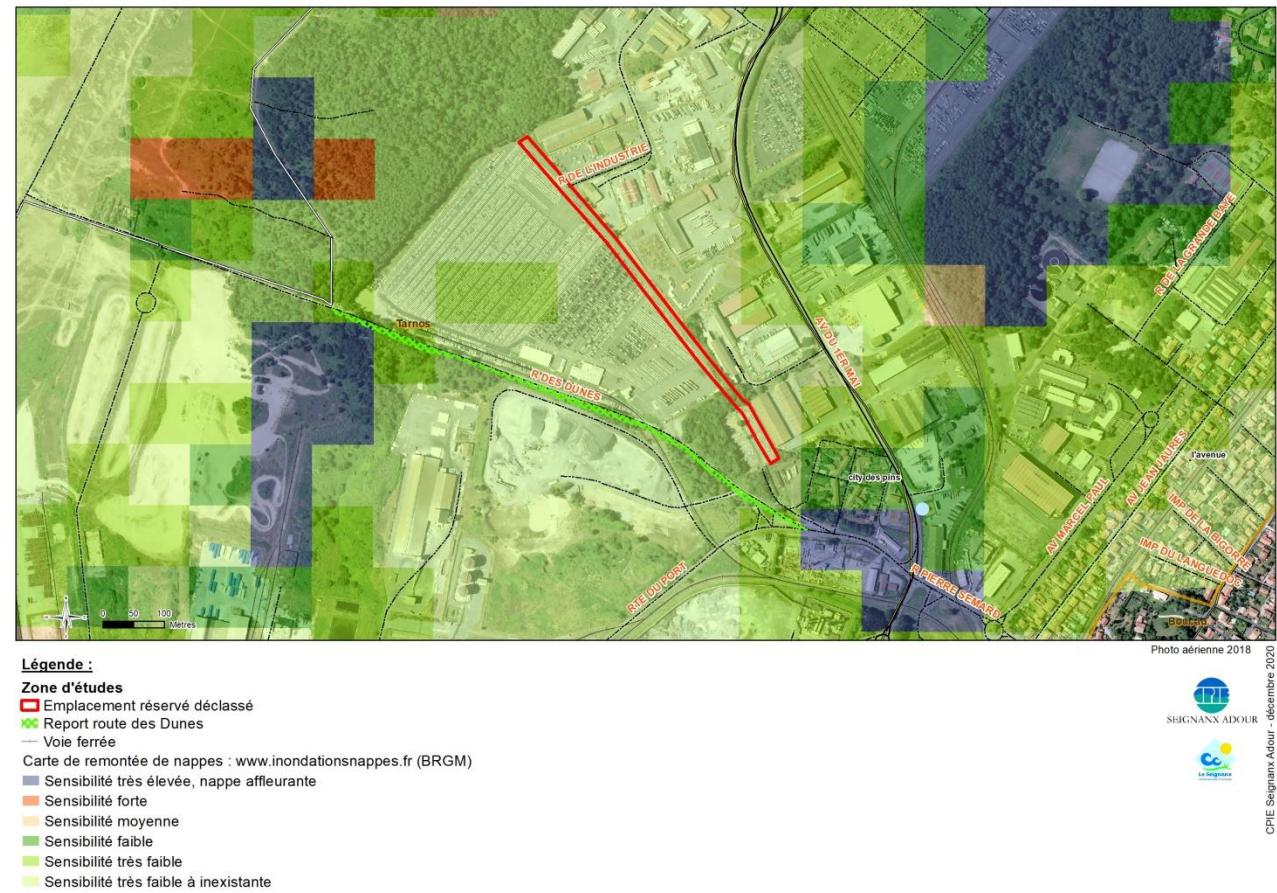 R DE L'INDUSTRIE
R DE LA GRANDE BAYE
Tarnos
AV DU 1ER MAI
R DES DUNES
l'avenue
AV JEAN JAURES
city des pins
AV MARCEL PAUL
IMP DE LA BIGORRE
IMP DU LANGUEDOC
RTE DU PORT
R PIERRE SEMARD
Boucau
0 50 100
Mètres
Photo aérienne 2018
Légende :
Zone d'études
Emplacement réservé déclassé
Report route des Dunes
Voie ferrée
Carte de remontée de nappes : www.inondationsnappes.fr (BRGM)
Sensibilité très élevée, nappe affleurante
Sensibilité forte
Sensibilité moyenne
Sensibilité faible
Sensibilité très faible
Sensibilité très faible à inexistante
CPIE
SEIGNANX ADOUR
Le Seignanx
CPIE Seignanx Adour - décembre 2020